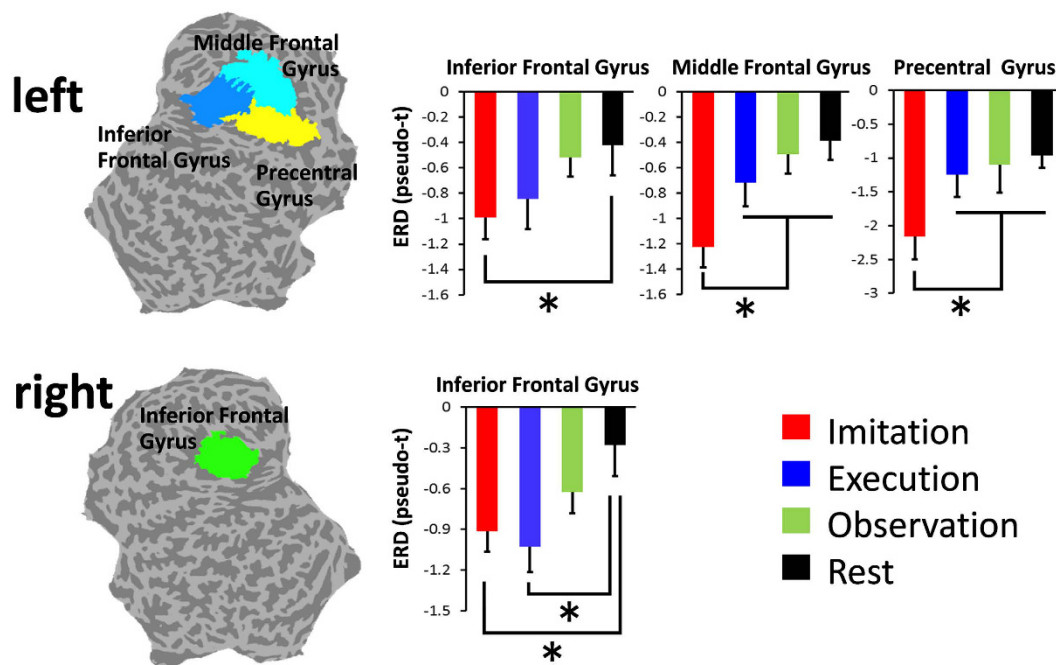 left
Middle Frontal
Gyrus
Inferior
Frontal Gyrus
Precentral
Gyrus
Inferior Frontal Gyrus
ERD (pseudo-t)
0
-0.2
-0.4
-0.6
-0.8
-1
-1.2
-1.4
-1.6
*
Middle Frontal Gyrus
0
-0.2
-0.4
-0.6
-0.8
-1
-1.2
-1.4
-1.6
*
Precentral Gyrus
0
-0.5
-1
-1.5
-2
-2.5
-3
*
right
Inferior Frontal
Gyrus
Inferior Frontal Gyrus
ERD (pseudo-t)
0
-0.3
-0.6
-0.9
-1.2
-1.5
*
*
Imitation
Execution
Observation
Rest